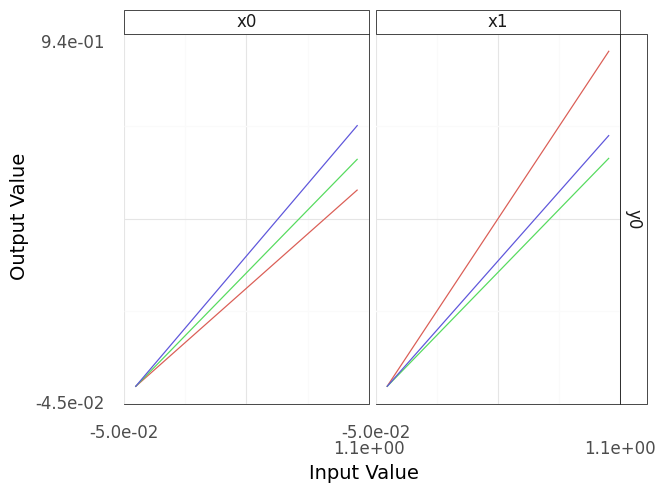 x0
x1
9.4e-01
Output Value
y0
-4.5e-02
-5.0e-02
-5.0e-02
1.1e+00
1.1e+00
Input Value